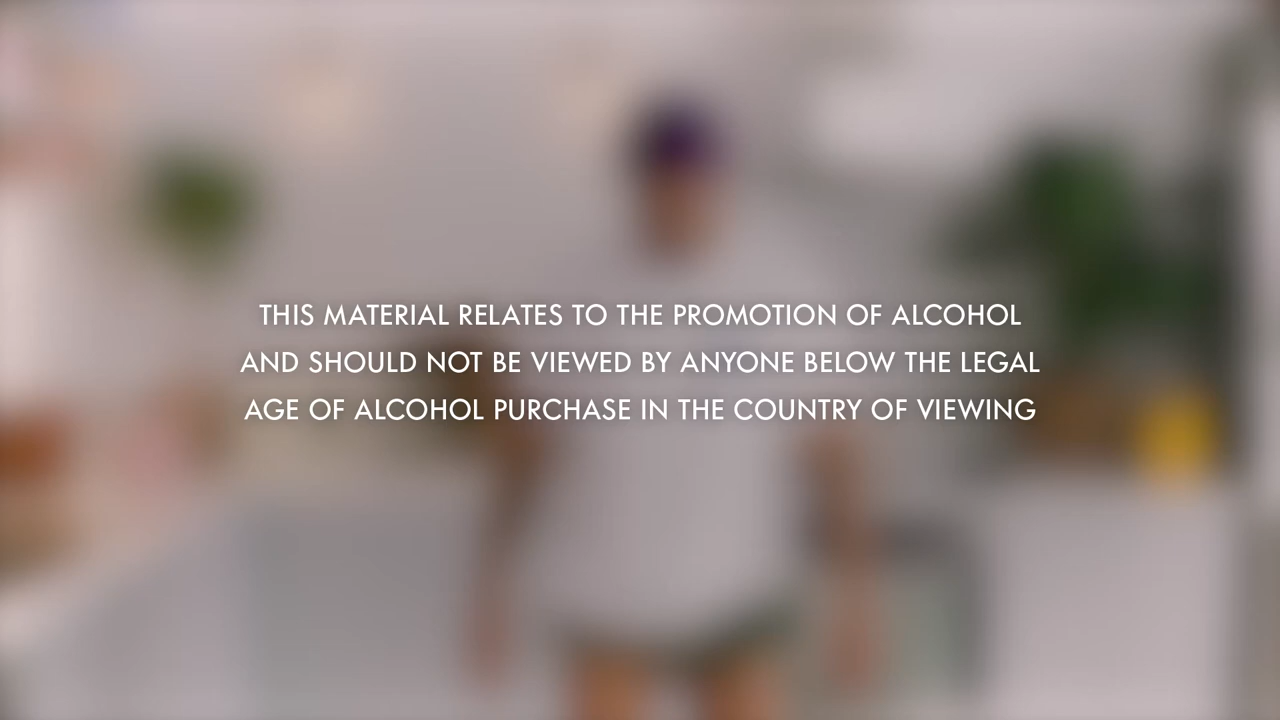 THIS MATERIAL RELATES TO THE PROMOTION OF ALCOHOL
AND SHOULD NOT BE VIEWED BY ANYONE BELOW THE LEGAL
AGE OF ALCOHOL PURCHASE IN THE COUNTRY OF VIEWING